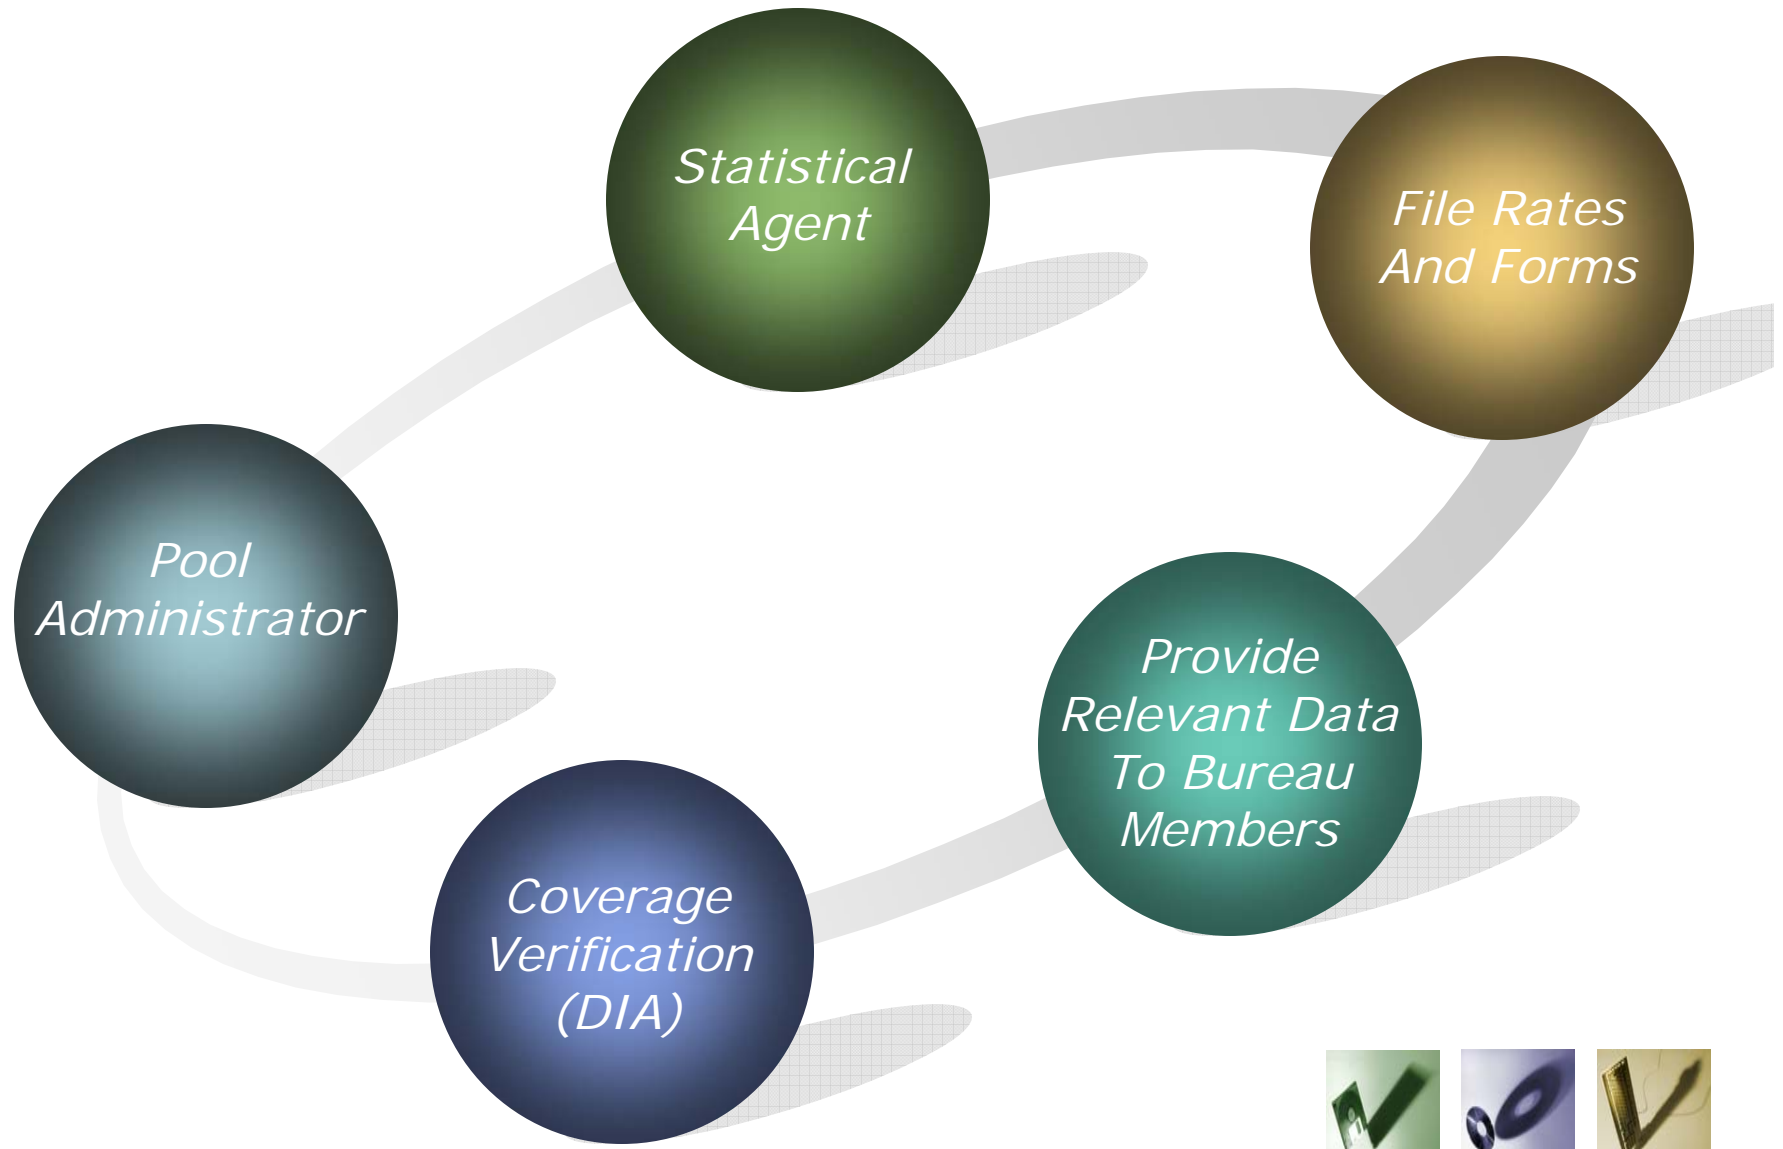 Statistical
Agent
File Rates
And Forms
Pool
Administrator
Provide
Relevant Data
To Bureau
Members
Coverage
Verification
(DIA)